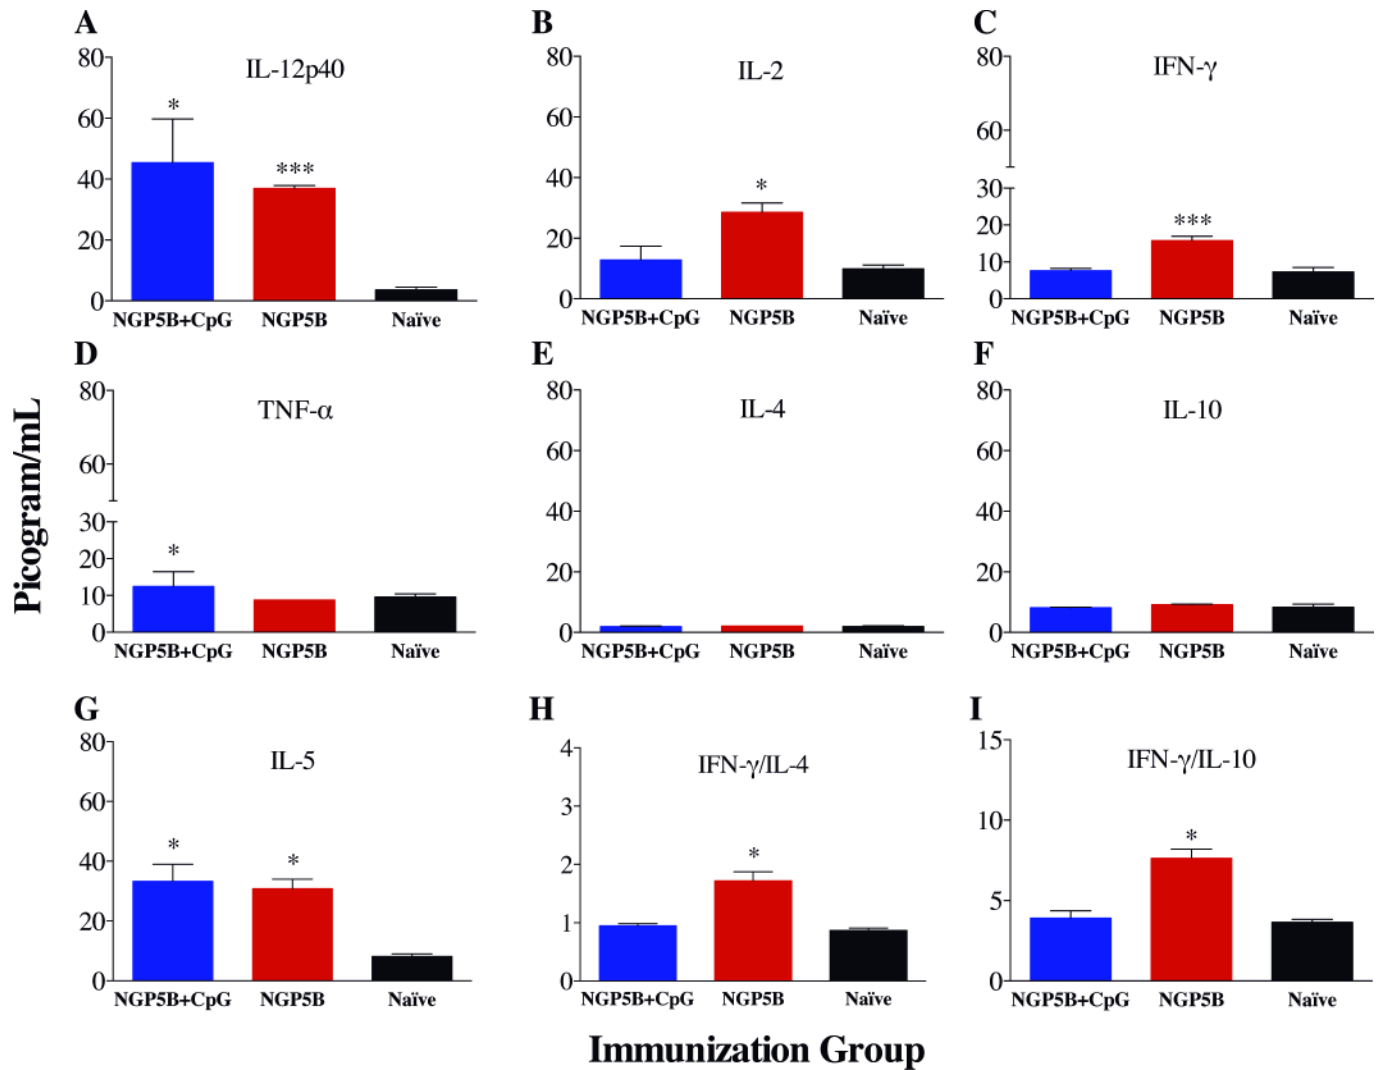 A
IL-12p40
80
60
40
20
0
*
***
NGP5B+CpG NGP5B Naïve
B
IL-2
80
60
40
20
0
*
NGP5B+CpG NGP5B Naïve
C
IFN-γ
80
60
30
20
10
0
***
NGP5B+CpG NGP5B Naïve
D
TNF-α
80
60
30
20
10
0
*
NGP5B+CpG NGP5B Naïve
E
IL-4
80
60
40
20
0
NGP5B+CpG NGP5B Naïve
F
IL-10
80
60
40
20
0
NGP5B+CpG NGP5B Naïve
G
IL-5
80
60
40
20
0
*
*
NGP5B+CpG NGP5B Naïve
H
IFN-γ/IL-4
4
3
2
1
0
*
NGP5B+CpG NGP5B Naïve
I
IFN-γ/IL-10
15
10
5
0
*
NGP5B+CpG NGP5B Naïve
Picogram/mL
Immunization Group